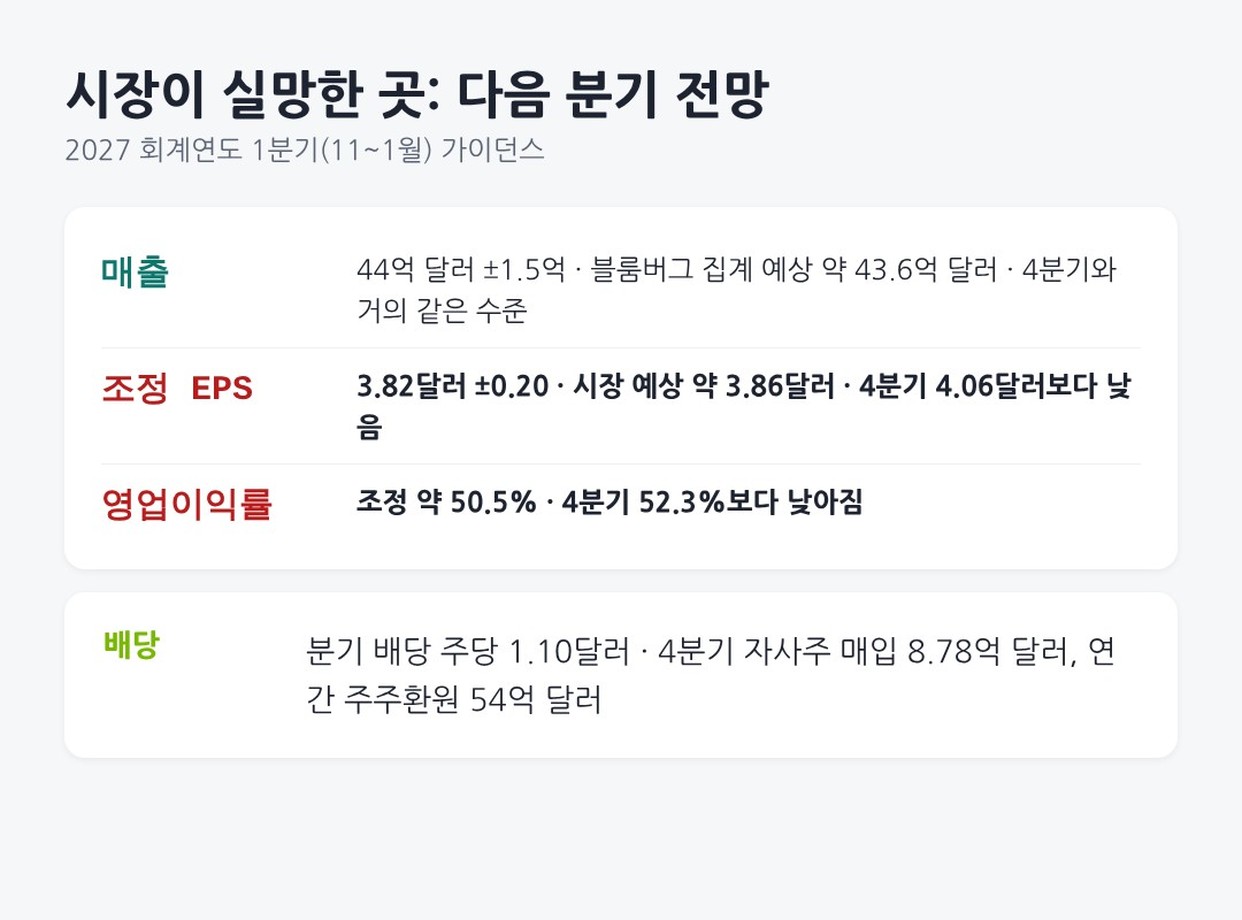 시장이 실망한 곳: 다음 분기 전망
2027 회계연도 1분기(11~1월) 가이던스
매출
44억 달러 ±1.5억 · 블룸버그 집계 예상 약 43.6억 달러 · 4분기와
거의 같은 수준
조정 EPS
3.82달러 ±0.20 · 시장 예상 약 3.86달러 · 4분기 4.06달러보다 낮
음
영업이익률
조정 약 50.5% · 4분기 52.3%보다 낮아짐
배당
분기 배당 주당 1.10달러 · 4분기 자사주 매입 8.78억 달러, 연
간 주주환원 54억 달러